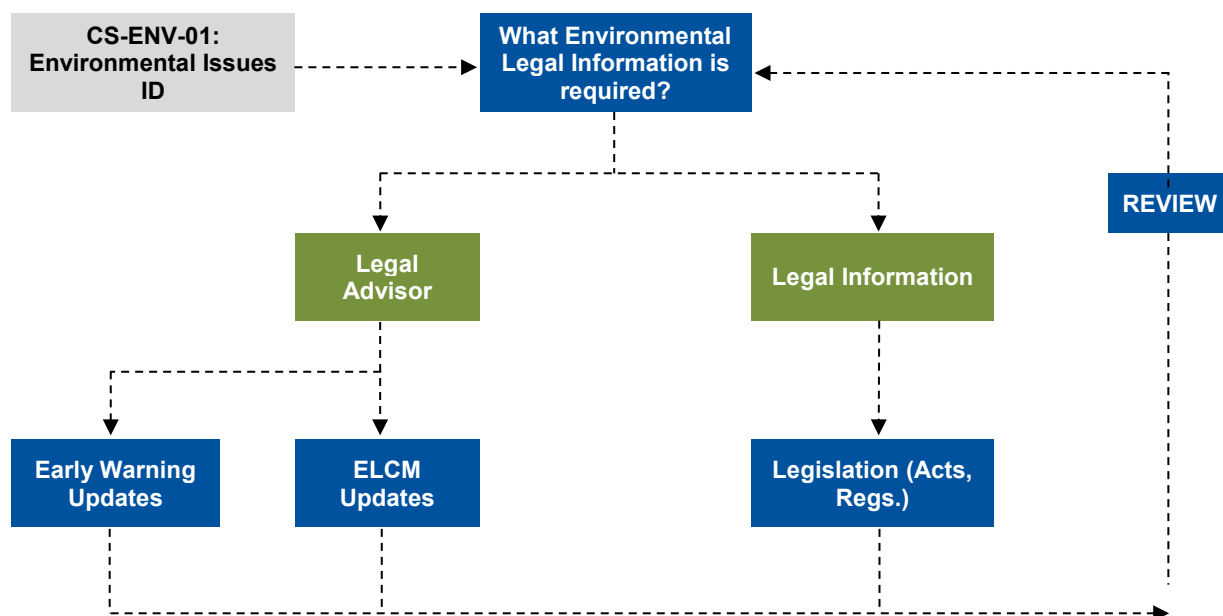 CS-ENV-01:
Environmental Issues
ID
What Environmental
Legal Information is
required?
REVIEW
Legal
Advisor
Legal Information
Early Warning
Updates
ELCM
Updates
Legislation (Acts,
Regs.)